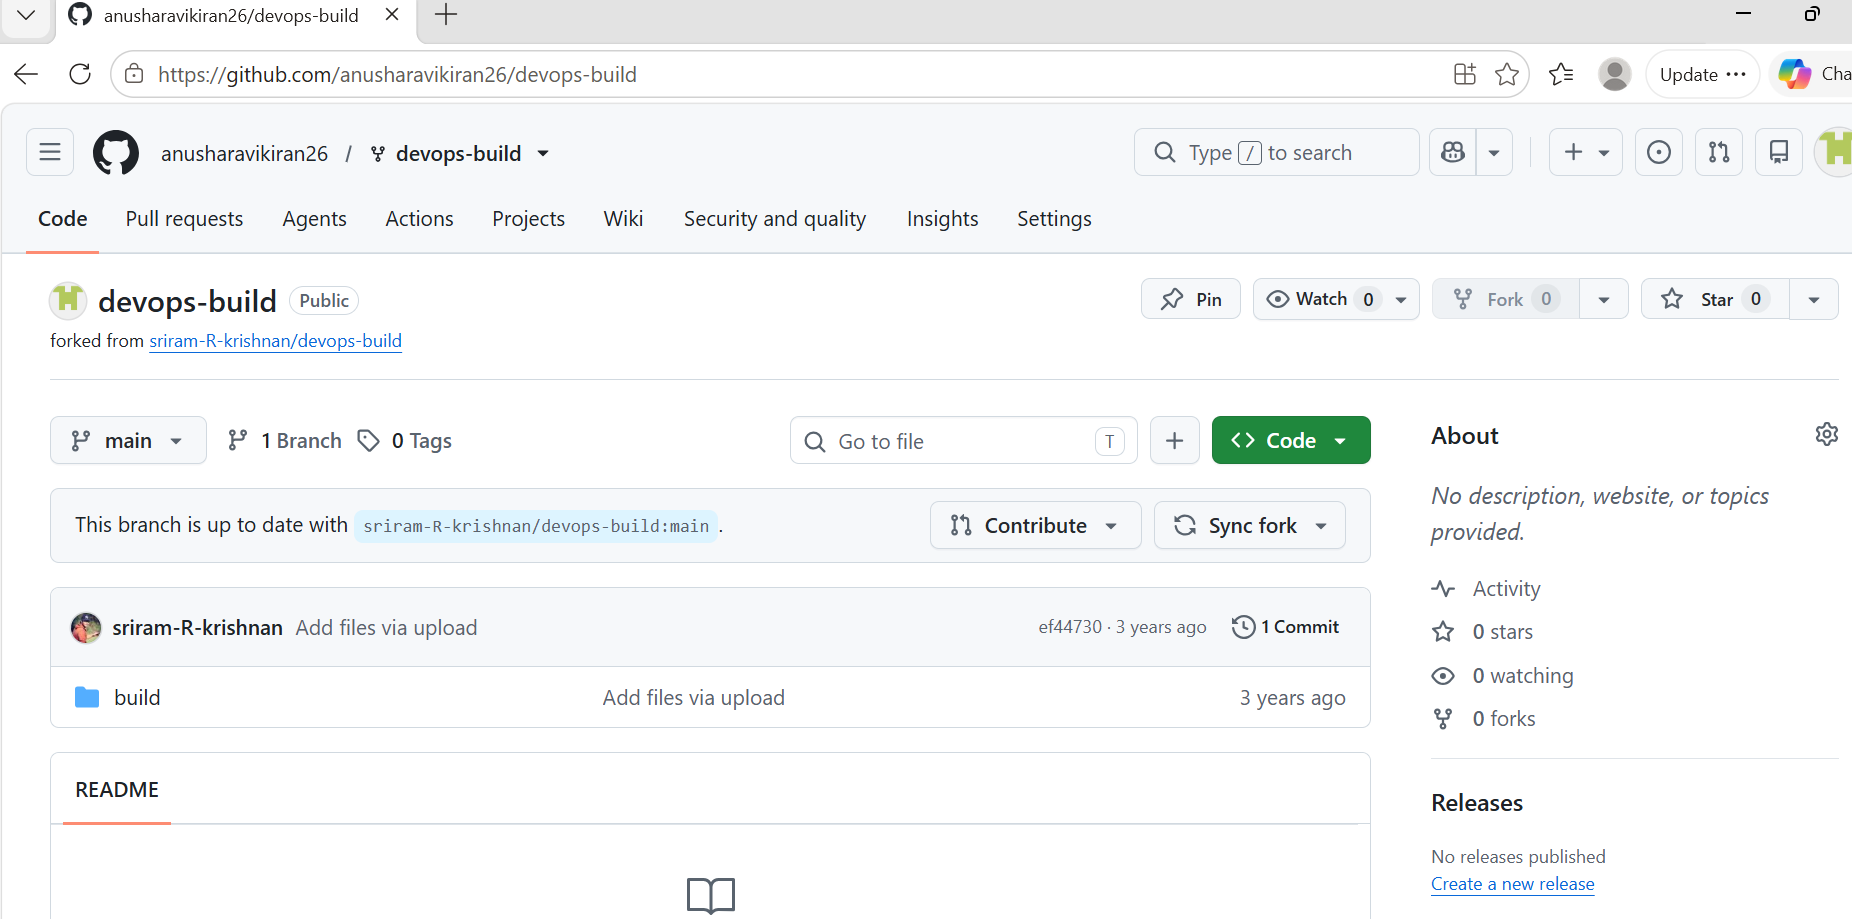 anusharavikiran26/devops-build
https://github.com/anusharavikiran26/devops-build
Update
Cha
anusharavikiran26 / devops-build
Type / to search
Code Pull requests Agents Actions Projects Wiki Security and quality Insights Settings
devops-build Public
Pin Watch 0 Fork 0 Star 0
forked from sriram-R-krishnan/devops-build
main 1 Branch 0 Tags
Go to file T
Code
This branch is up to date with sriram-R-krishnan/devops-build:main.
Contribute Sync fork
sriram-R-krishnan Add files via upload ef44730 · 3 years ago 1 Commit
build Add files via upload 3 years ago
README
About
No description, website, or topics
provided.
Activity
0 stars
0 watching
0 forks
Releases
No releases published
Create a new release